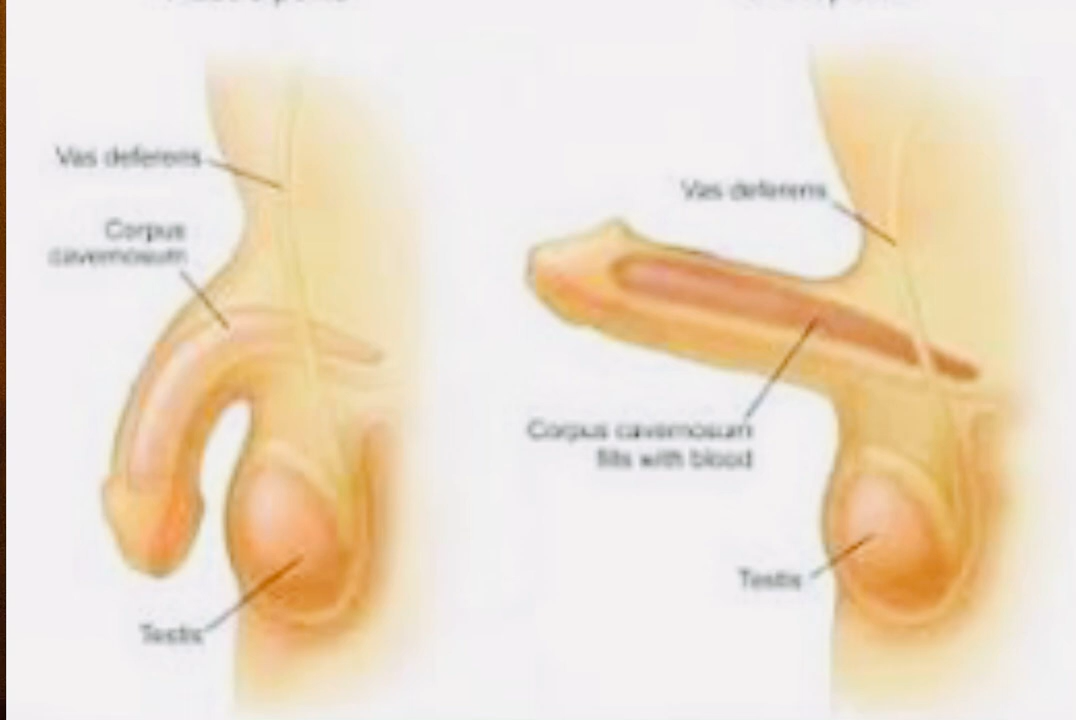 Vas deferens
Corpus
cavernosum
Testis
Vas deferens
Corpus cavernosum
fills with blood
Testis